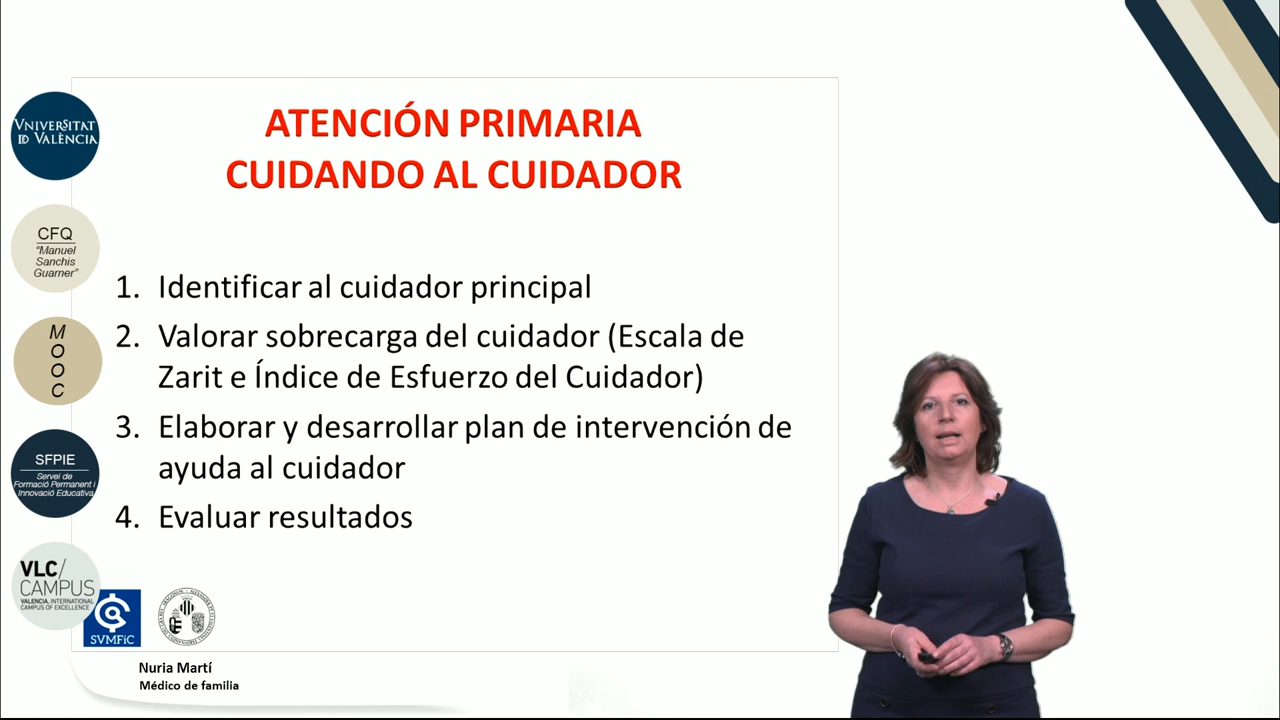 ATENCIÓN PRIMARIA
CUIDANDO AL CUIDADOR
1. Identificar al cuidador principal
2. Valorar sobrecarga del cuidador (Escala de
Zarit e Índice de Esfuerzo del Cuidador)
3. Elaborar y desarrollar plan de intervención de
ayuda al cuidador
4. Evaluar resultados
VNIVERSITAT
ID VALÈNCIA
CFQ
"Manuel
Sanchis
Guarner"
M
O
O
C
SFPIE
Servei de
Formació Permanent i
Innovació Educativa
VLC/
CAMPUS
VALENCIA, INTERNATIONAL
CAMPUS OF EXCELLENCE
SVMFiC
Nuria Martí
Médico de familia